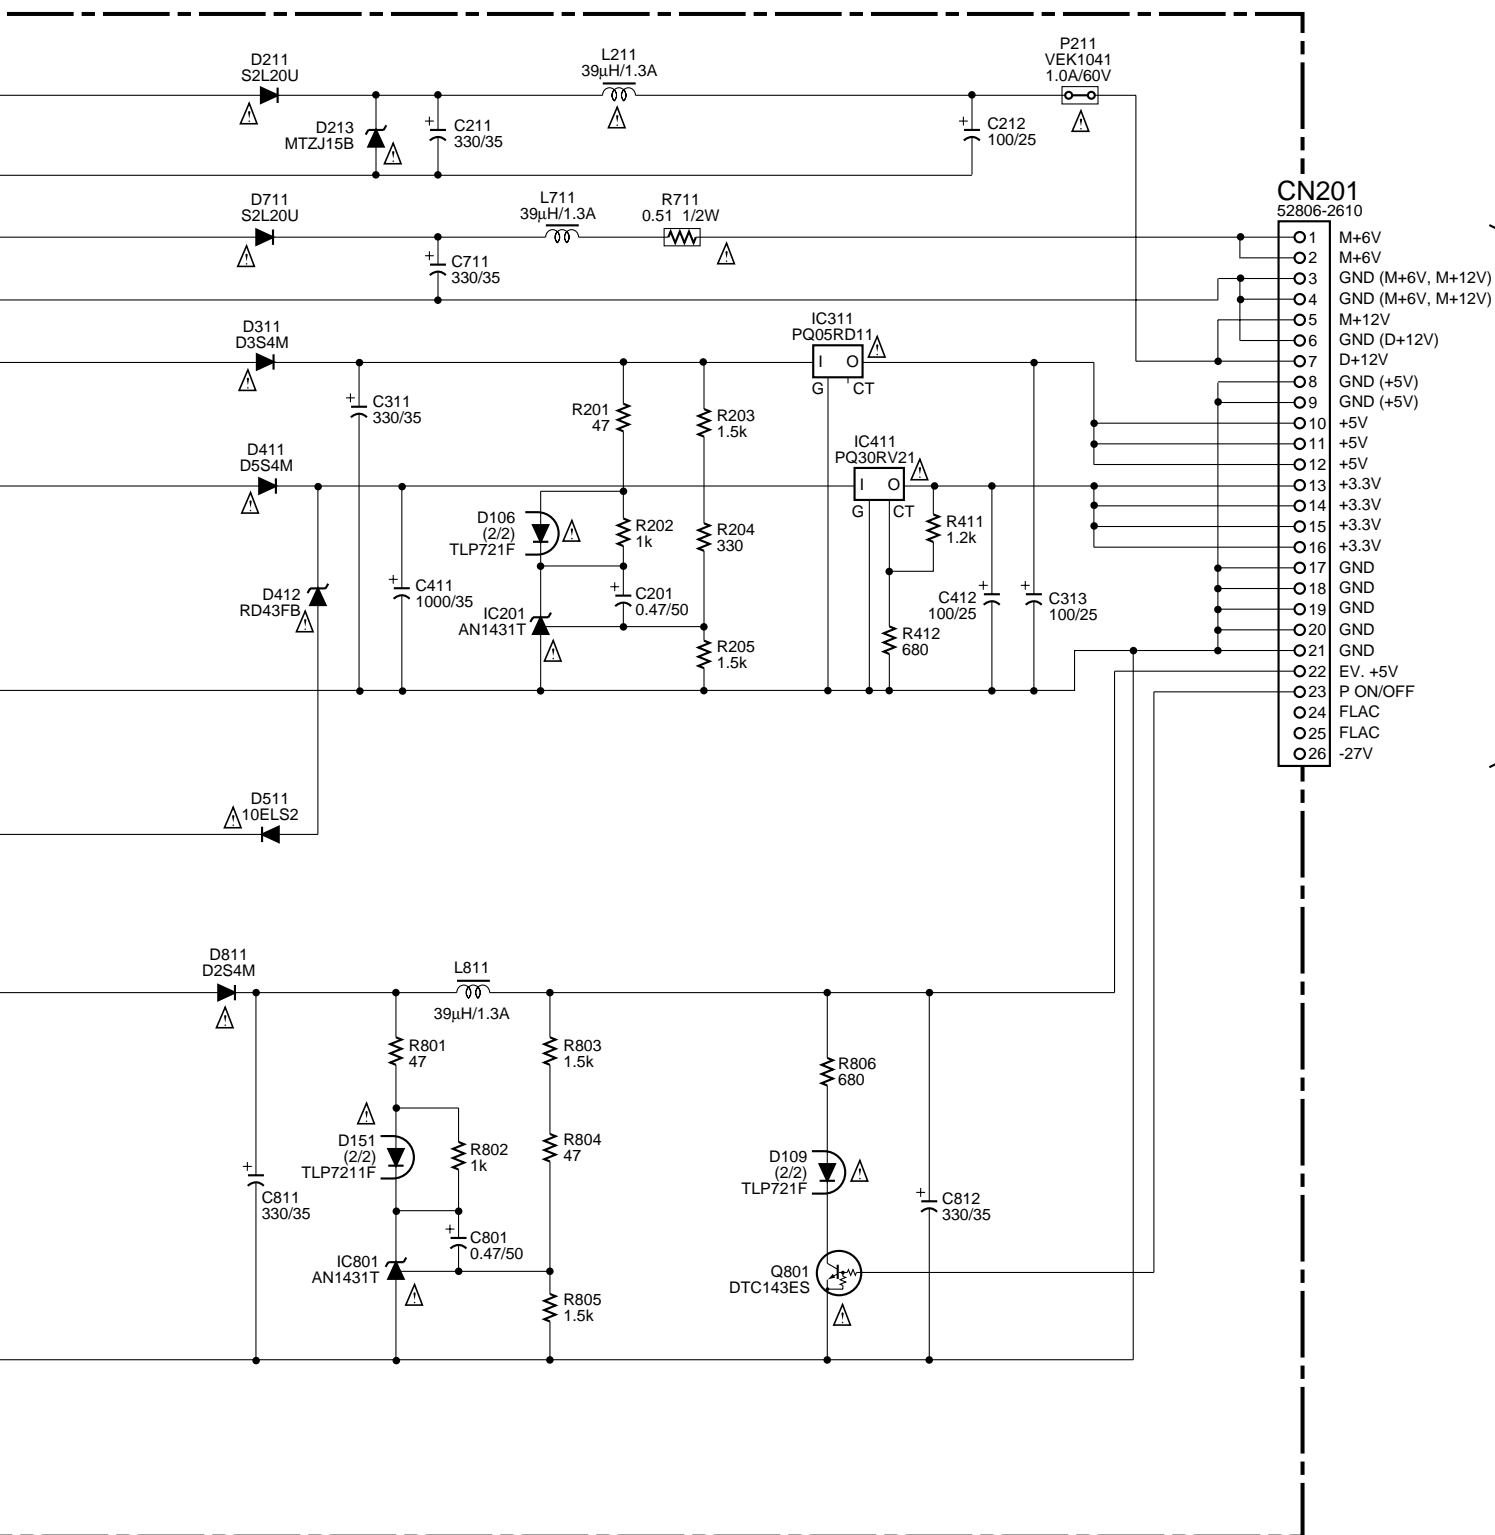 D211
S2L20U
L211
39μH/1.3A
P211
VEK1041
1.0A/60V
D213
MTZJ15B
+
C211
330/35
+
C212
100/25
D711
S2L20U
L711
39μH/1.3A
R711
0.51 1/2W
+
C711
330/35
CN201
52806-2610
1 M+6V
2 M+6V
3 GND (M+6V, M+12V)
4 GND (M+6V, M+12V)
5 M+12V
6 GND (D+12V)
7 D+12V
8 GND (+5V)
9 GND (+5V)
10 +5V
11 +5V
12 +5V
13 +3.3V
14 +3.3V
15 +3.3V
16 +3.3V
17 GND
18 GND
19 GND
20 GND
21 GND
22 EV. +5V
23 P ON/OFF
24 FLAC
25 FLAC
26 -27V
D311
D3S4M
IC311
PQ05RD11
I O
G CT
+
C311
330/35
R201
47
R203
1.5k
D411
D5S4M
IC411
PQ30RV21
I O
G CT
D106
(2/2)
TLP721F
R202
1k
R204
330
R411
1.2k
D412
RD43FB
+
C411
1000/35
IC201
AN1431T
+
C201
0.47/50
R205
1.5k
R412
680
+
C412
100/25
+
C313
100/25
D511
10ELS2
D811
D2S4M
L811
39μH/1.3A
R801
47
R803
1.5k
R806
680
D151
(2/2)
TLP7211F
R802
1k
R804
47
D109
(2/2)
TLP721F
+
C811
330/35
+
C812
330/35
+
C801
0.47/50
IC801
AN1431T
R805
1.5k
Q801
DTC143ES